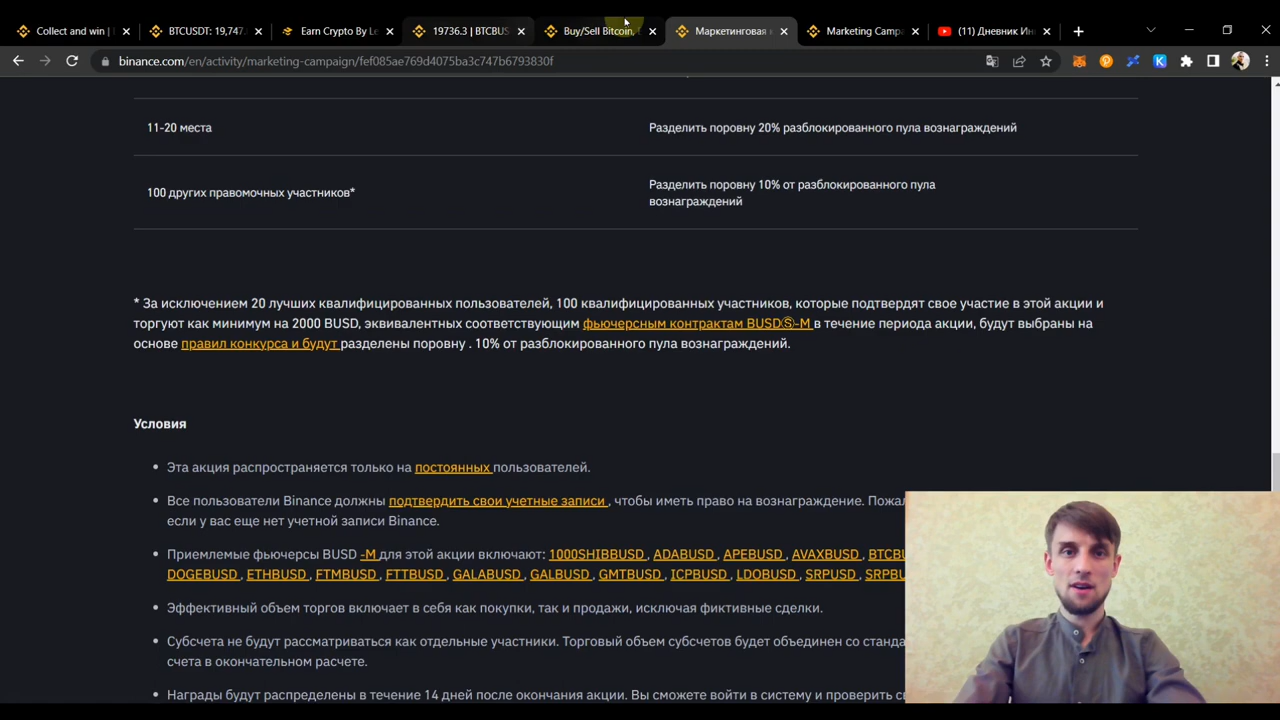 Collect and win |
BTCUSDT: 19,747.
Earn Crypto By Le
19736.3 | BTCBUS
Buy/Sell Bitcoin,
Маркетинговая к
Marketing Camp
(11) Дневник Ин
binance.com/en/activity/marketing-campaign/fef085ae769d4075ba3c747b6793830f
11-20 места
Разделить поровну 20% разблокированного пула вознаграждений
100 других правомочных участников*
Разделить поровну 10% от разблокированного пула
вознаграждений
* За исключением 20 лучших квалифицированных пользователей, 100 квалифицированных участников, которые подтвердят свое участие в этой акции и
торгуют как минимум на 2000 BUSD, эквивалентных соответствующим фьючерсным контрактам BUSDⓈ-M в течение периода акции, будут выбраны на
основе правил конкурса и будут разделены поровну . 10% от разблокированного пула вознаграждений.
Условия
• Эта акция распространяется только на постоянных пользователей.
• Все пользователи Binance должны подтвердить свои учетные записи , чтобы иметь право на вознаграждение. Пожал
если у вас еще нет учетной записи Binance.
• Приемлемые фьючерсы BUSD -M для этой акции включают: 1000SHIBBUSD , ADABUSD , APEBUSD , AVAXBUSD , BTCBU
DOGEBUSD , ETHBUSD , FTMBUSD , FTTBUSD , GALABUSD , GALBUSD , GMTBUSD , ICPBUSD , LDOBUSD , SRPUSD , SRPB
• Эффективный объем торгов включает в себя как покупки, так и продажи, исключая фиктивные сделки.
• Субсчета не будут рассматриваться как отдельные участники. Торговый объем субсчетов будет объединен со станда
счета в окончательном расчете.
• Награды будут распределены в течение 14 дней после окончания акции. Вы сможете войти в систему и проверить св